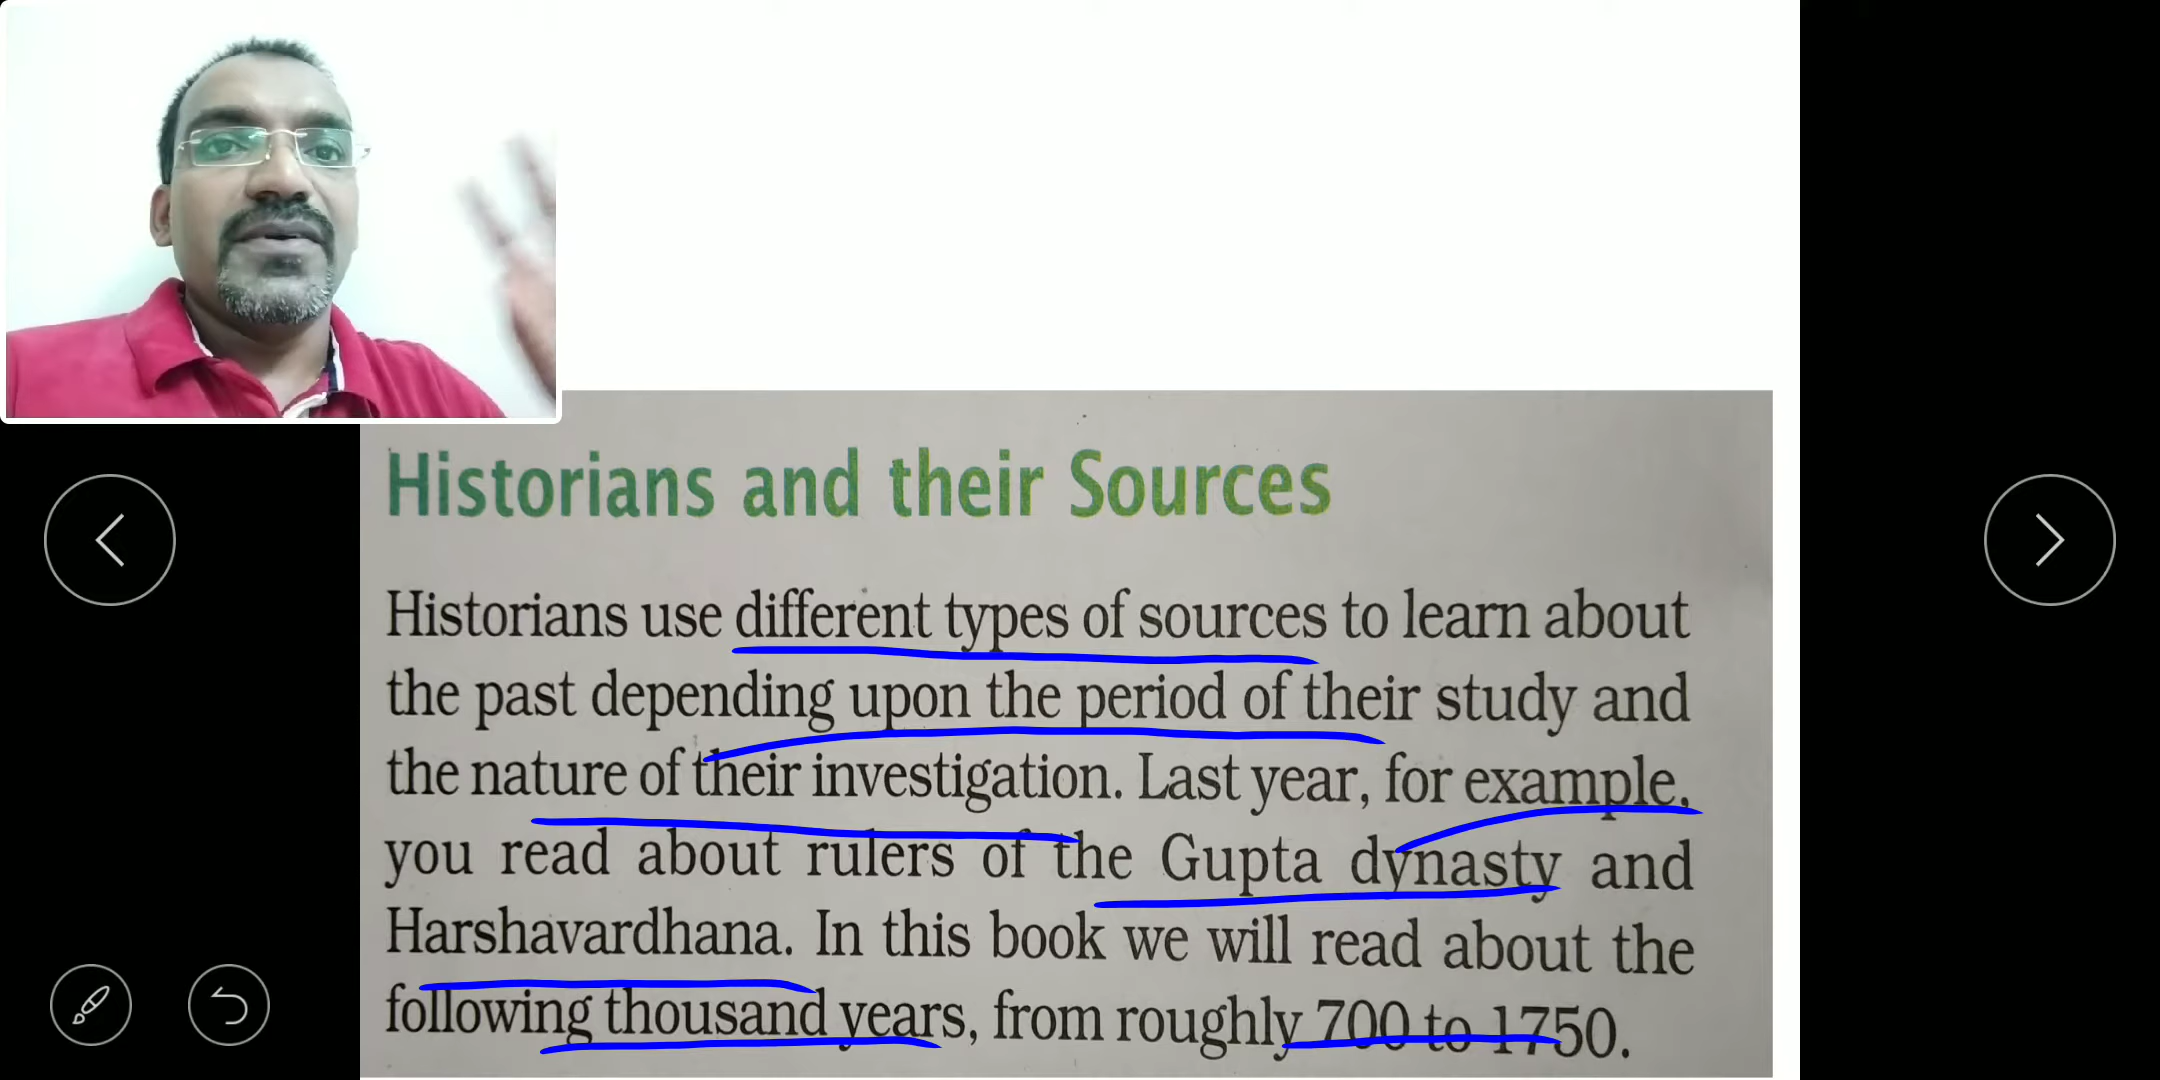 Historians and their Sources
Historians use different types of sources to learn about
the past depending upon the period of their study and
the nature of their investigation. Last year, for example,
you read about rulers of the Gupta dynasty and
Harshavardhana. In this book we will read about the
following thousand years, from roughly 700 to 1750.